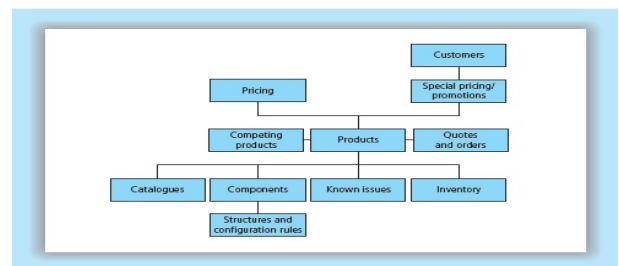 Customers
Pricing
Special pricing/
promotions
Competing
products
Products
Quotes
and orders
Catalogues
Components
Known issues
Inventory
Structures and
configuration rules